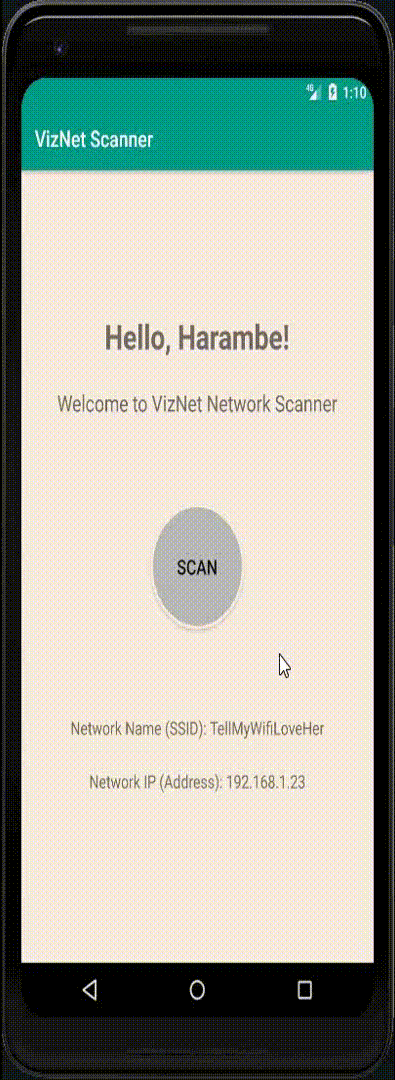 4G 1:10
VizNet Scanner
Hello, Harambe!
Welcome to VizNet Network Scanner
SCAN
Network Name (SSID): TellMyWifiLoveHer
Network IP (Address): 192.168.1.23